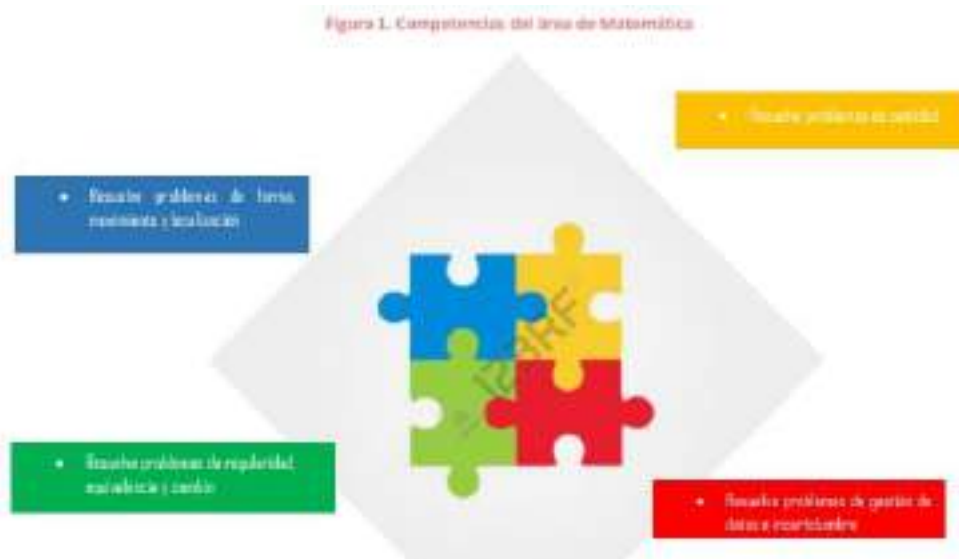 Figura 1. Competencias del área de Matemática
• Resuelve problemas de cantidad
• Resuelve problemas de forma,
movimiento y localización
123RF
• Resuelve problemas de regularidad,
equivalencia y cambio
• Resuelve problemas de gestión de
datos e incertidumbre